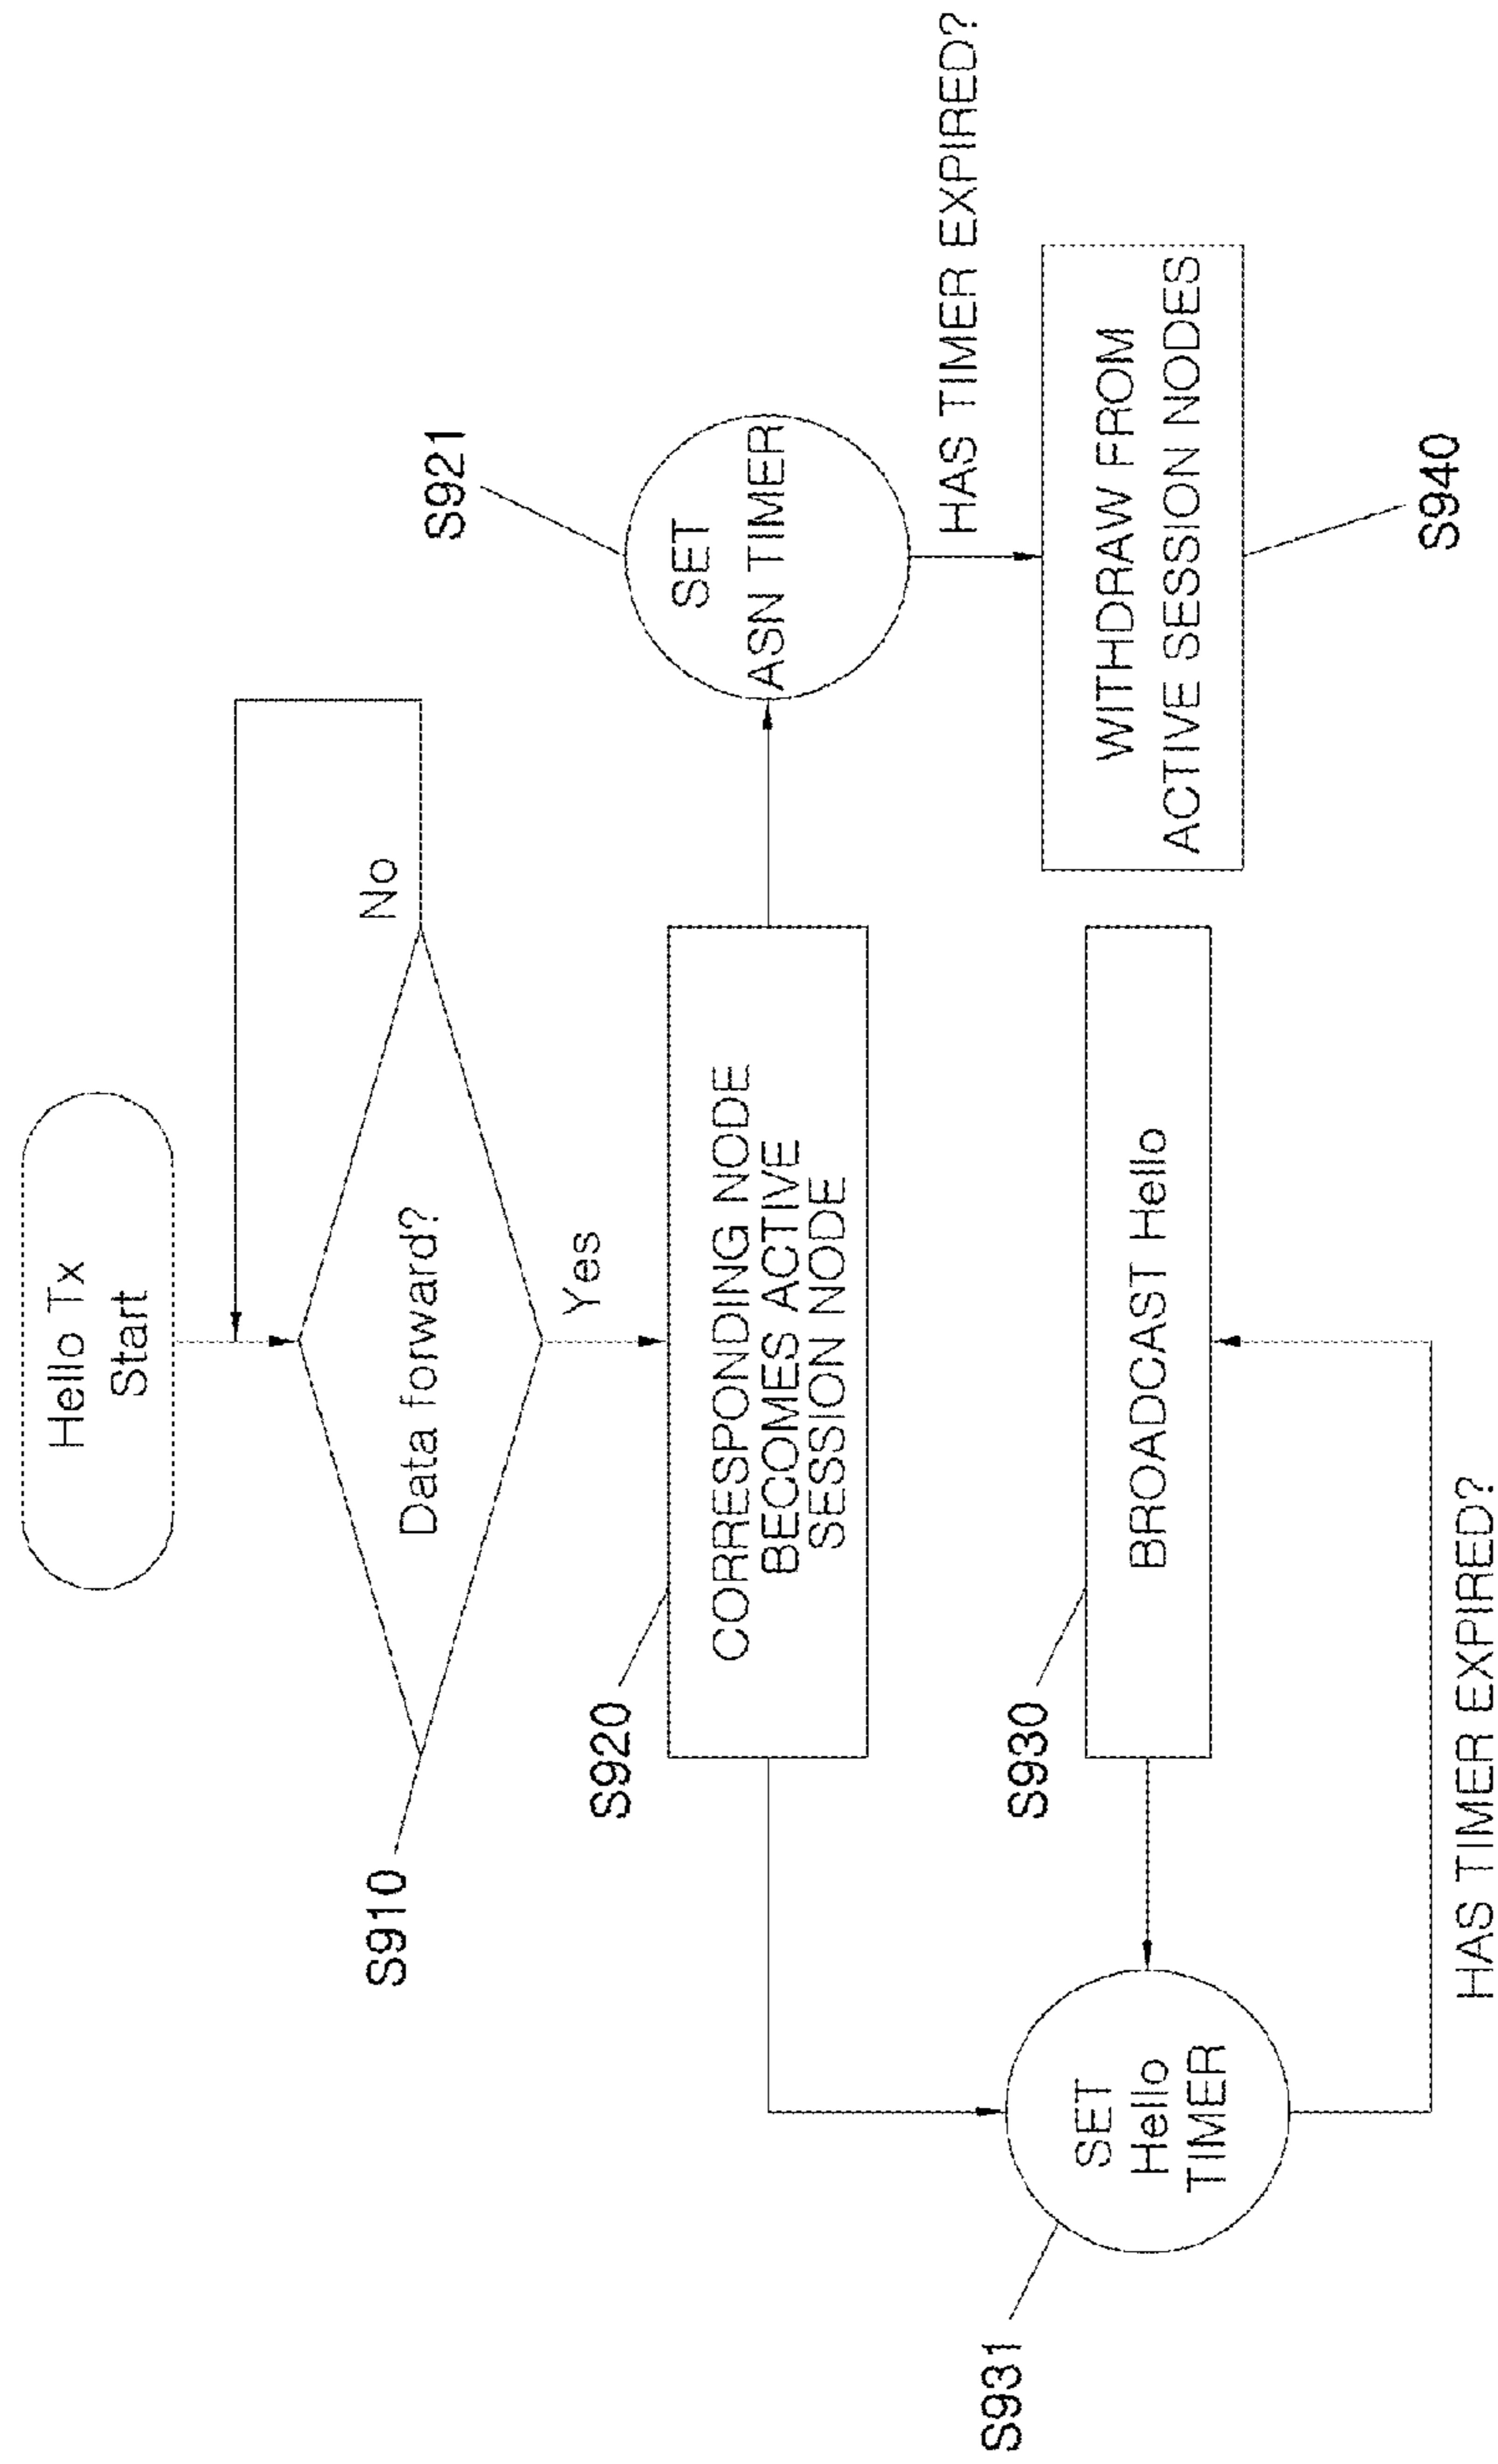 Hello Tx
Start
No
Data forward?
S910
Yes
S920
CORRESPONDING NODE
BECOMES ACTIVE
SESSION NODE
S921
SET
ASN TIMER
HAS TIMER EXPIRED?
S930
BROADCAST Hello
WITHDRAW FROM
ACTIVE SESSION NODES
S940
S931
SET
Hello
TIMER
HAS TIMER EXPIRED?